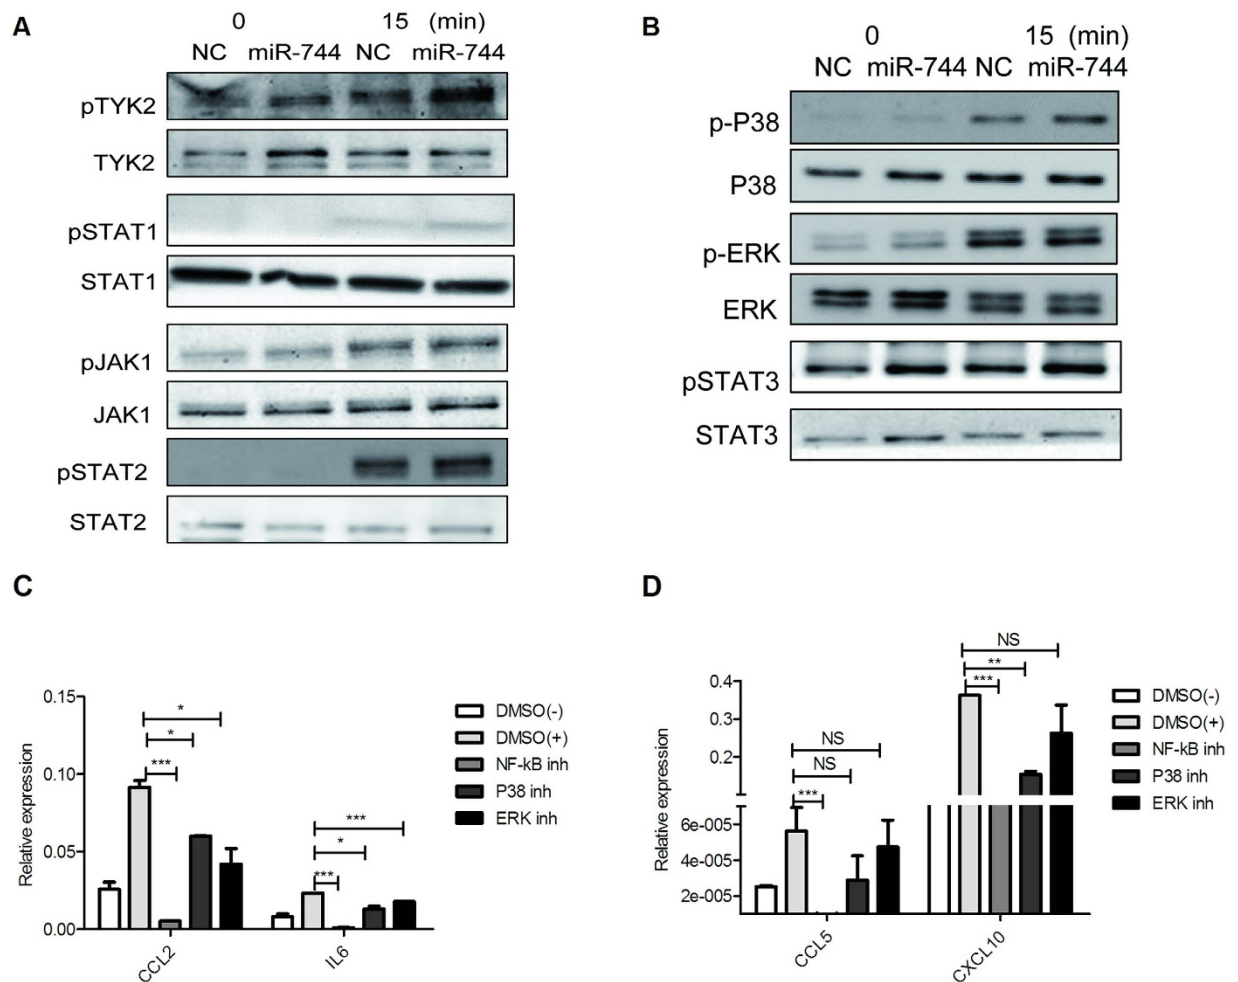 A
0 15 (min)
NC miR-744 NC miR-744
pTYK2
TYK2
pSTAT1
STAT1
pJAK1
JAK1
pSTAT2
STAT2
B
0 15 (min)
NC miR-744 NC miR-744
p-P38
P38
p-ERK
ERK
pSTAT3
STAT3
C
Relative expression
0.15
0.10
0.05
0.00
*
*
***
***
*
***
CCL2
IL6
DMSO(-)
DMSO(+)
NF-kB inh
P38 inh
ERK inh
D
Relative expression
0.4
0.3
0.2
6e-005
4e-005
2e-005
NS
NS
***
NS
**
***
CCL5
CXCL10
DMSO(-)
DMSO(+)
NF-kB inh
P38 inh
ERK inh